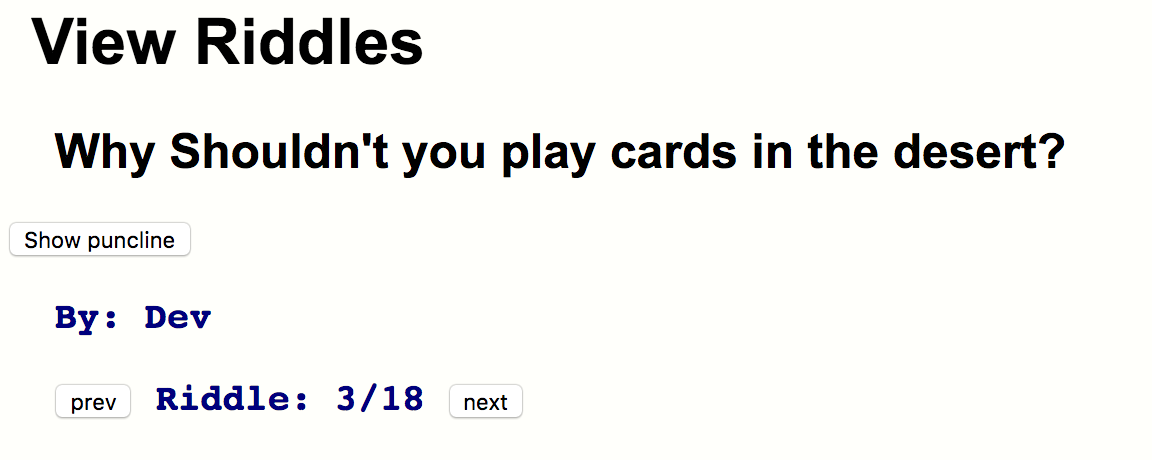 View Riddles
Why Shouldn't you play cards in the desert?
Show puncline
By: Dev
prev Riddle: 3/18 next